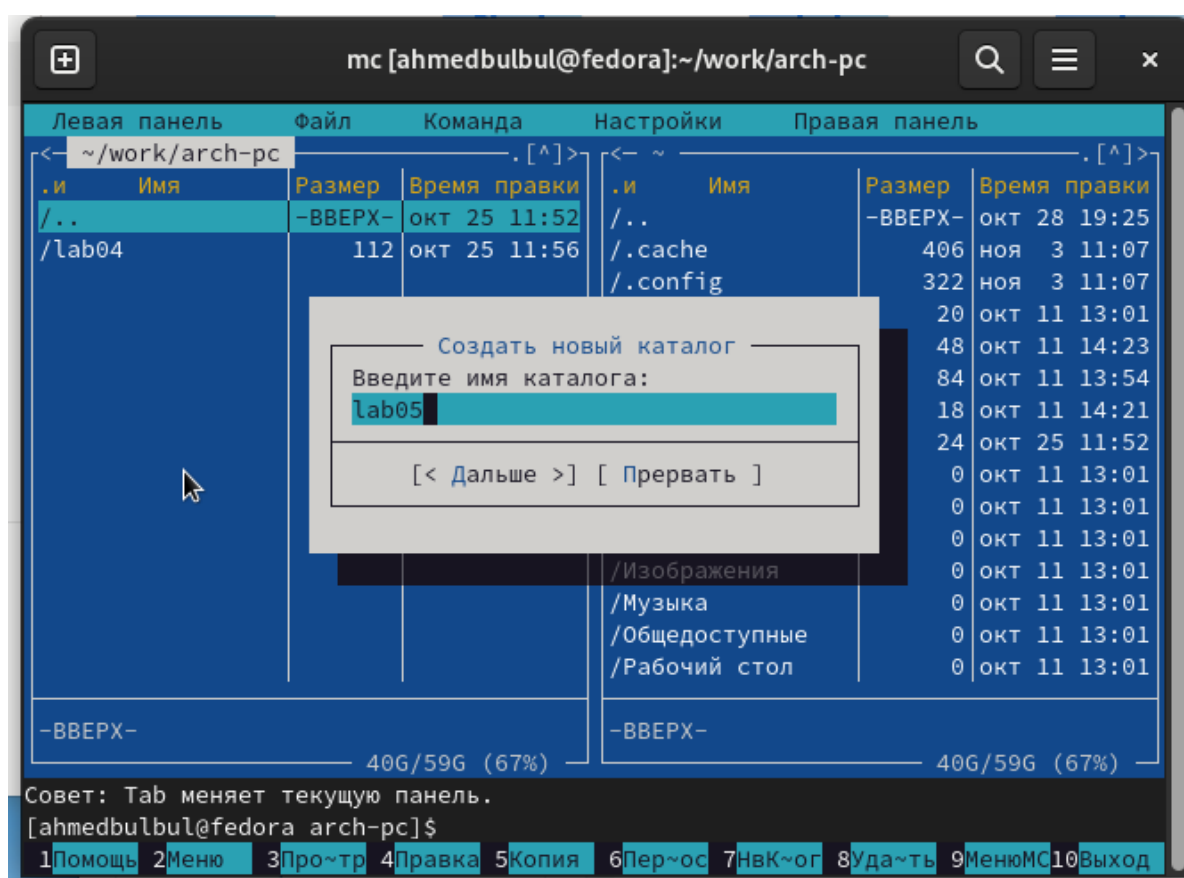 mc [ahmedbulbul@fedora]:~/work/arch-pc
Левая панель Файл Команда Настройки Правая панель
<— ~/work/arch-pc .[^]> <— ~ .[^]>
.и Имя Размер Время правки .и Имя Размер Время правки
/.. -ВВЕРХ- окт 25 11:52 /.. -ВВЕРХ- окт 28 19:25
/lab04 112 окт 25 11:56 /.cache 406 ноя 3 11:07
/.config 322 ноя 3 11:07
20 окт 11 13:01
Создать новый каталог 48 окт 11 14:23
Введите имя каталога: 84 окт 11 13:54
lab05 18 окт 11 14:21
24 окт 25 11:52
[< Дальше >] [ Прервать ] 0 окт 11 13:01
0 окт 11 13:01
0 окт 11 13:01
/Изображения 0 окт 11 13:01
/Музыка 0 окт 11 13:01
/Общедоступные 0 окт 11 13:01
/Рабочий стол 0 окт 11 13:01
-ВВЕРХ- -ВВЕРХ-
40G/59G (67%) 40G/59G (67%)
Совет: Tab меняет текущую панель.
[ahmedbulbul@fedora arch-pc]$
1Помощь 2Меню 3Про~тр 4Правка 5Копия 6Пер~ос 7НвК~ог 8Уда~ть 9МенюМС10Выход